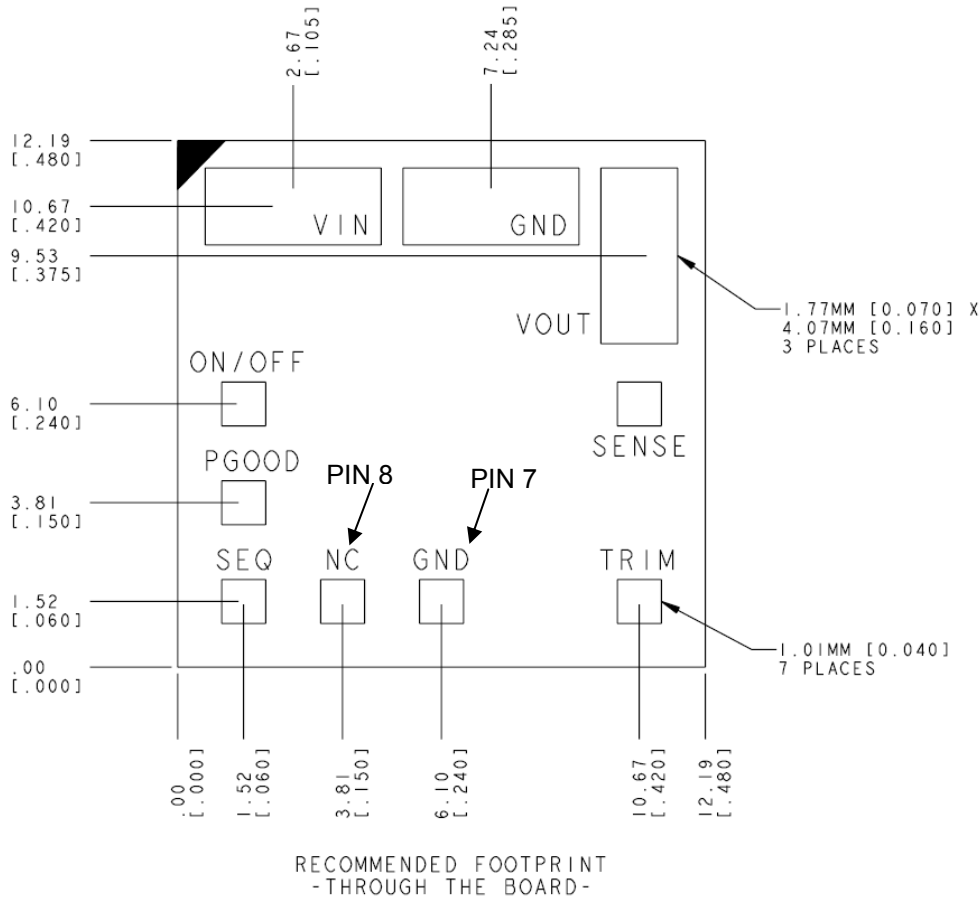 2.67
[.105]
7.24
[.285]
12.19
[.480]
10.67
[.420]
VIN
GND
9.53
[.375]
1.77MM [0.070] X
4.07MM [0.160]
3 PLACES
VOUT
ON/OFF
6.10
[.240]
SENSE
PGOOD
PIN 8
PIN 7
3.81
[.150]
SEQ
NC
GND
TRIM
1.52
[.060]
1.01MM [0.040]
7 PLACES
.00
[.000]
.00
[.000]
1.52
[.060]
3.81
[.150]
6.10
[.240]
10.67
[.420]
12.19
[.480]
RECOMMENDED FOOTPRINT
-THROUGH THE BOARD-